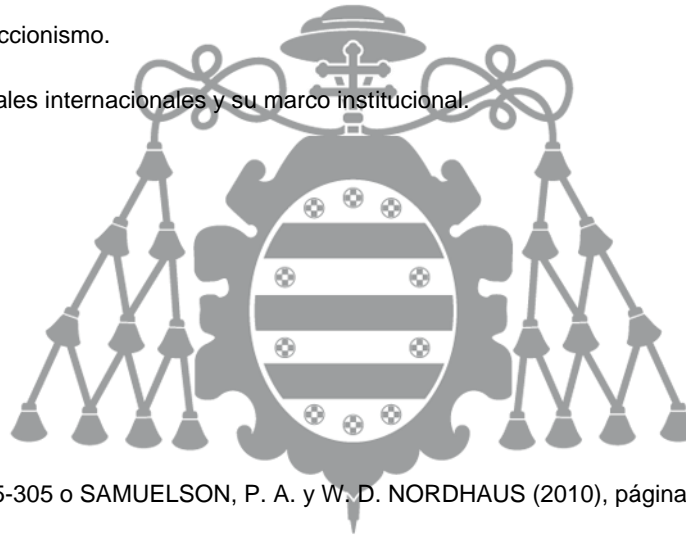 ccionismo.
ales internacionales y su marco institucional.
5-305 o SAMUELSON, P. A. y W. D. NORDHAUS (2010), página